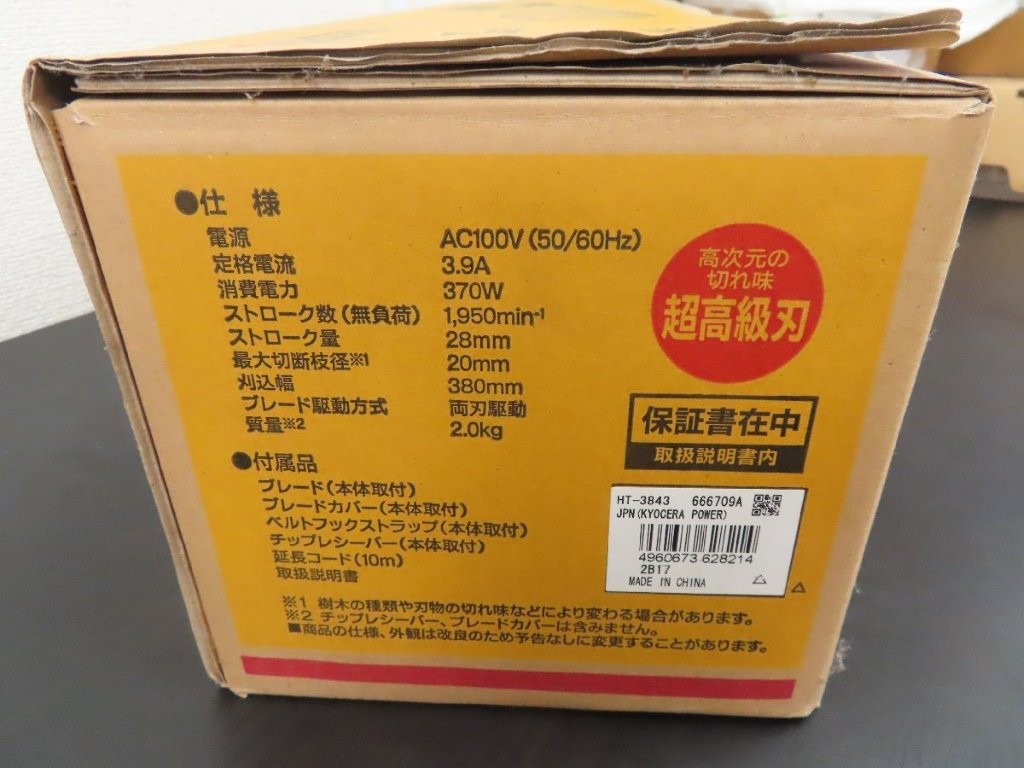 ●仕 様
電源 AC100V(50/60Hz)
定格電流 3.9A
消費電力 370W
ストローク数(無負荷) 1,950min-1
ストローク量 28mm
最大切断枝径※1 20mm
刈込幅 380mm
ブレード駆動方式 両刃駆動
質量※2 2.0kg
●付属品
ブレード(本体取付)
ブレードカバー(本体取付)
ベルトフックストラップ(本体取付)
チップレシーバー(本体取付)
延長コード(10m)
取扱説明書
※1 樹木の種類や刃物の切れ味などにより変わる場合があります。
※2 チップレシーバー、ブレードカバーは含みません。
■商品の仕様、外観は改良のため予告なしに変更することがあります。
高次元の
切れ味
超高級刃
保証書在中
取扱説明書内
HT-3843 666709A
JPN(KYOCERA POWER)
4960673 628214
2B17
MADE IN CHINA